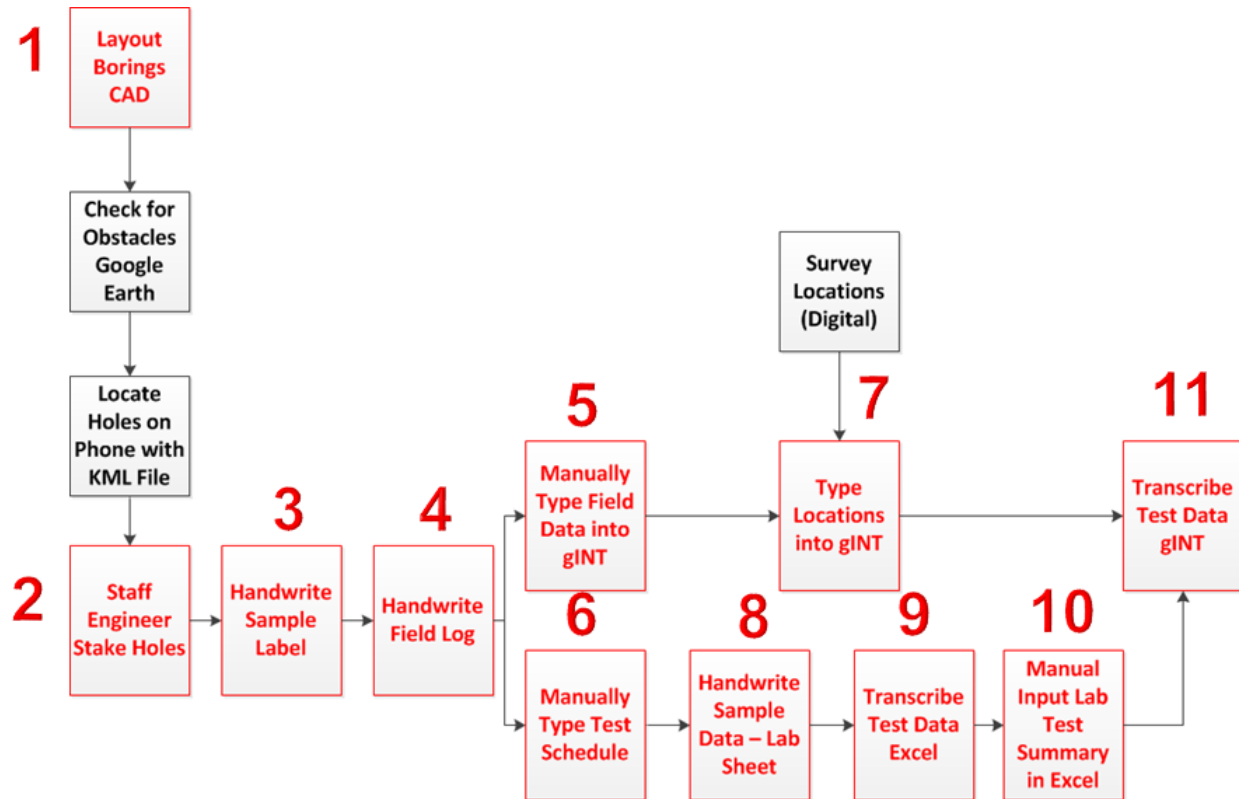 1
Layout
Borings
CAD
Check for
Obstacles
Google
Earth
Locate
Holes on
Phone with
KML File
2
Staff
Engineer
Stake Holes
3
Handwrite
Sample
Label
4
Handwrite
Field Log
5
Manually
Type Field
Data into
gINT
6
Manually
Type Test
Schedule
Survey
Locations
(Digital)
7
Type
Locations
into gINT
8
Handwrite
Sample
Data – Lab
Sheet
9
Transcribe
Test Data
Excel
10
Manual
Input Lab
Test
Summary
in Excel
11
Transcribe
Test Data
gINT